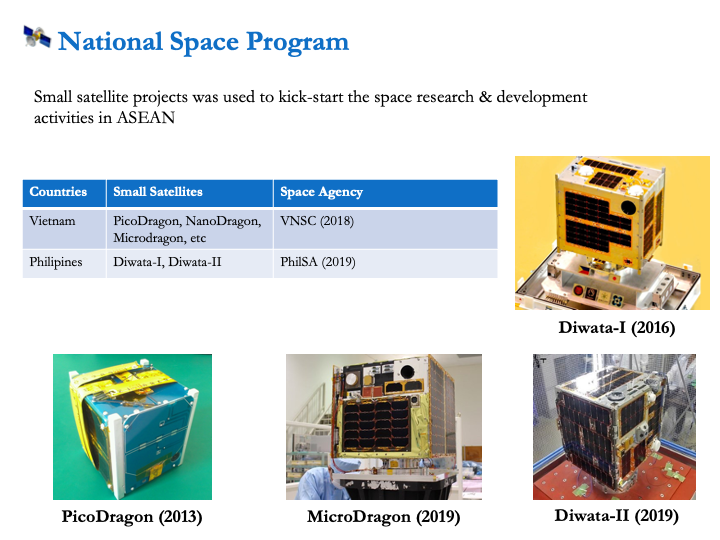 National Space Program
Small satellite projects was used to kick-start the space research & development
activities in ASEAN
Countries Small Satellites Space Agency
Vietnam PicoDragon, NanoDragon, VNSC (2018)
Microdragon, etc
Philipines Diwata-I, Diwata-II PhilSA (2019)
Diwata-I (2016)
PicoDragon (2013)
MicroDragon (2019)
Diwata-II (2019)